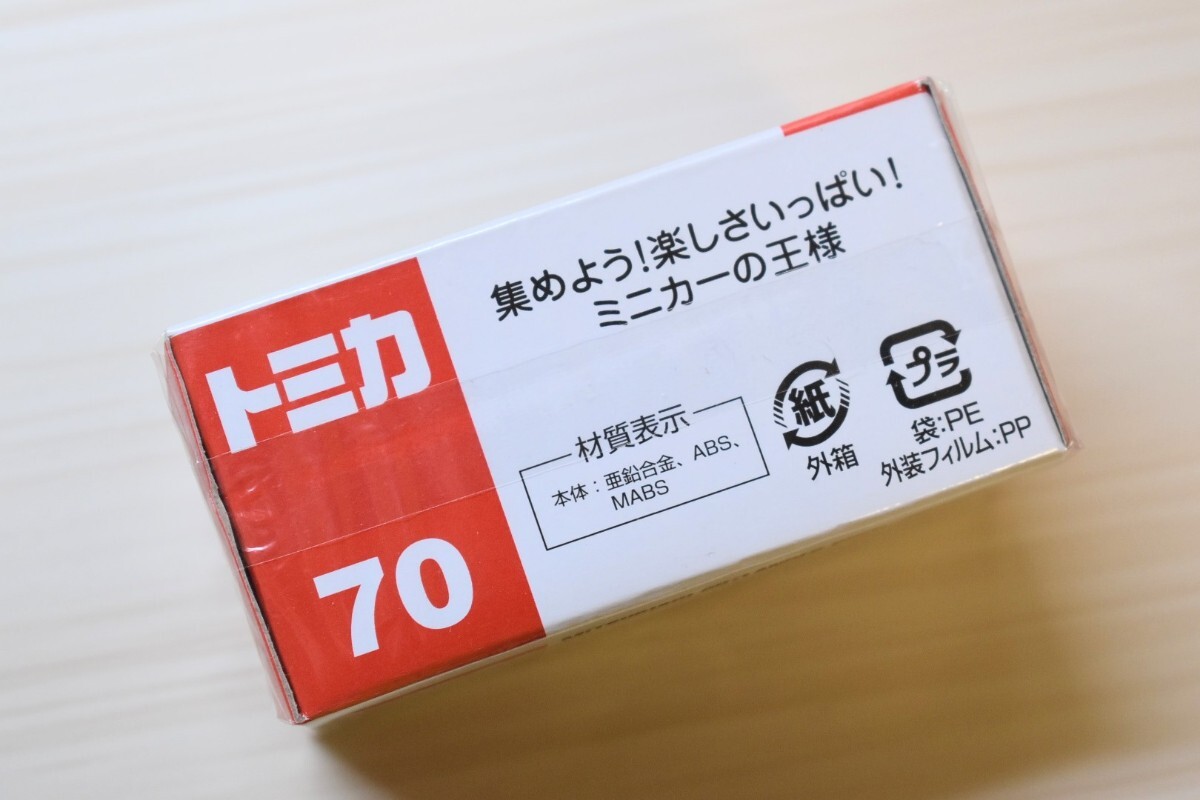 トミカ
70
集めよう!楽しさいっぱい!
ミニカーの王様
材質表示
本体:亜鉛合金、ABS、
MABS
紙
外箱
プラ
袋:PE
外装フィルム:PP